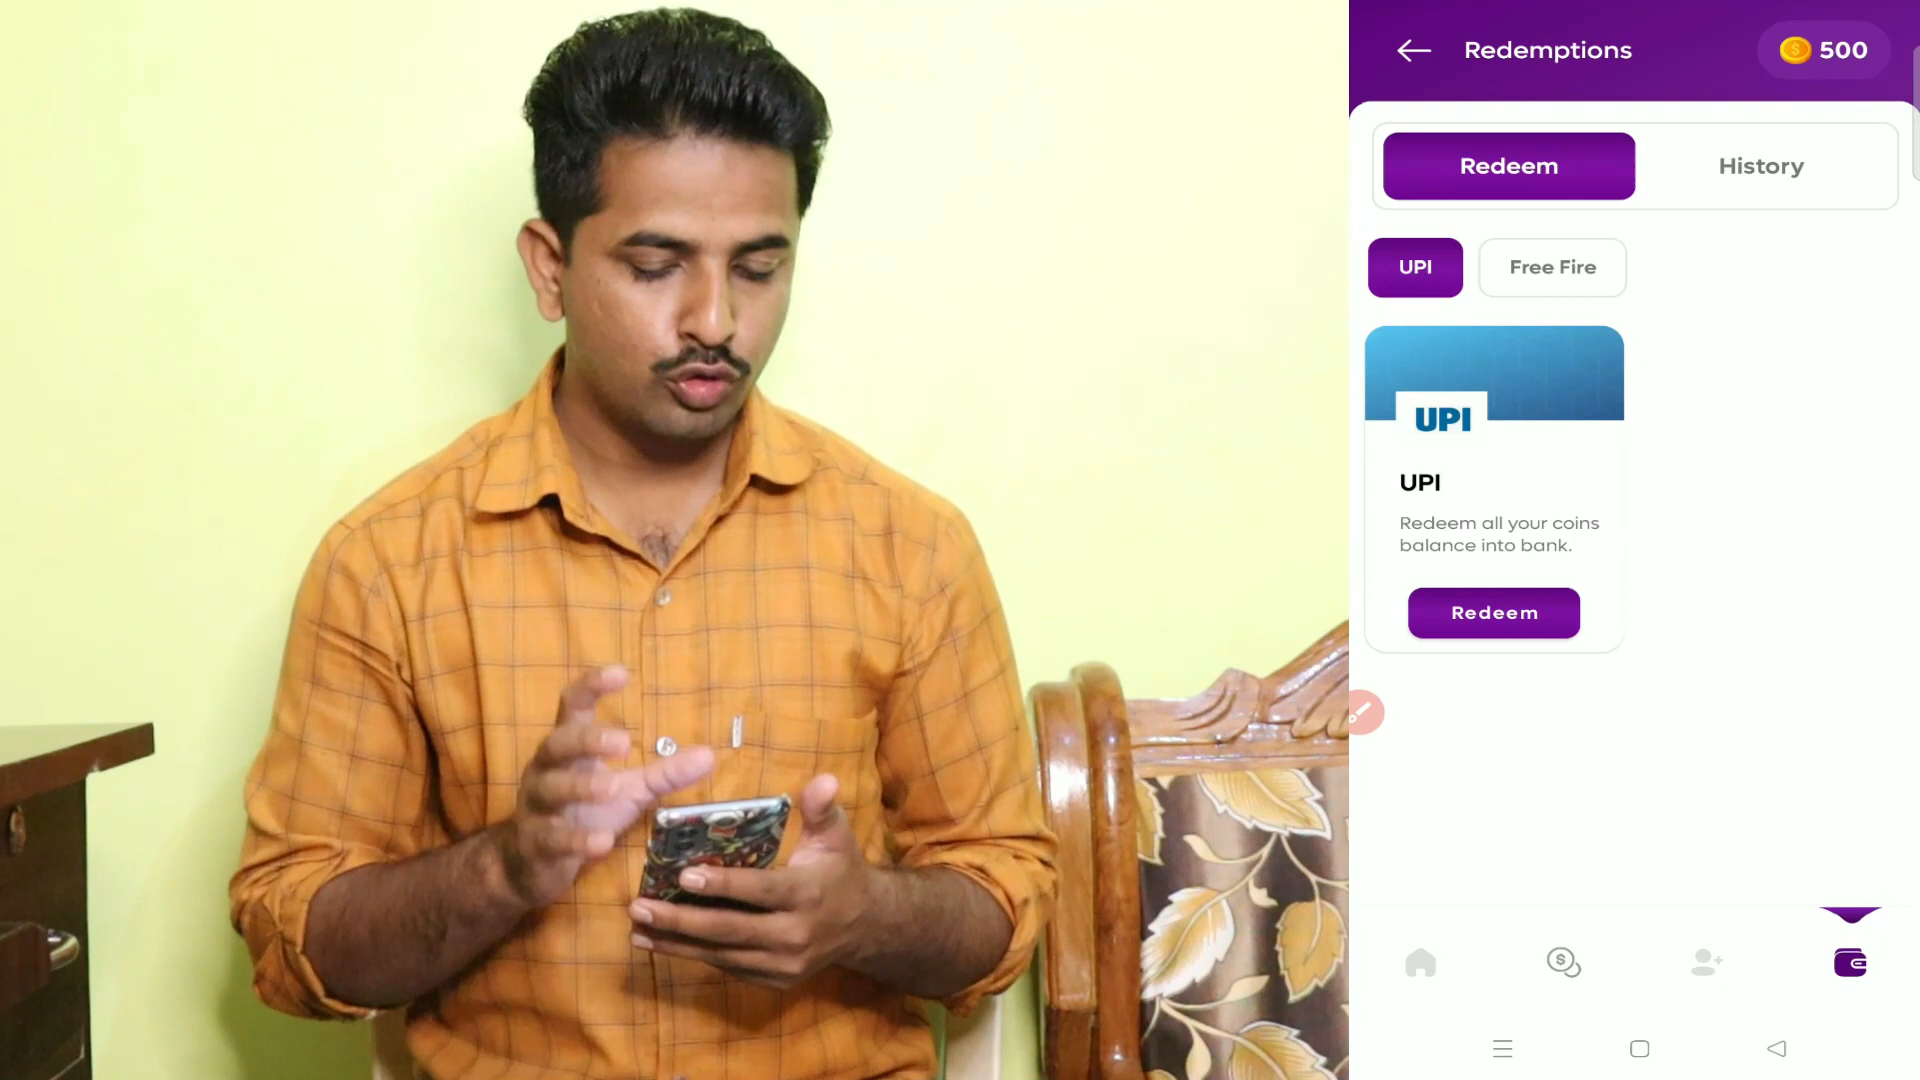 Redemptions
500
Redeem
History
UPI
Free Fire
UPI
UPI
Redeem all your coins
balance into bank.
Redeem